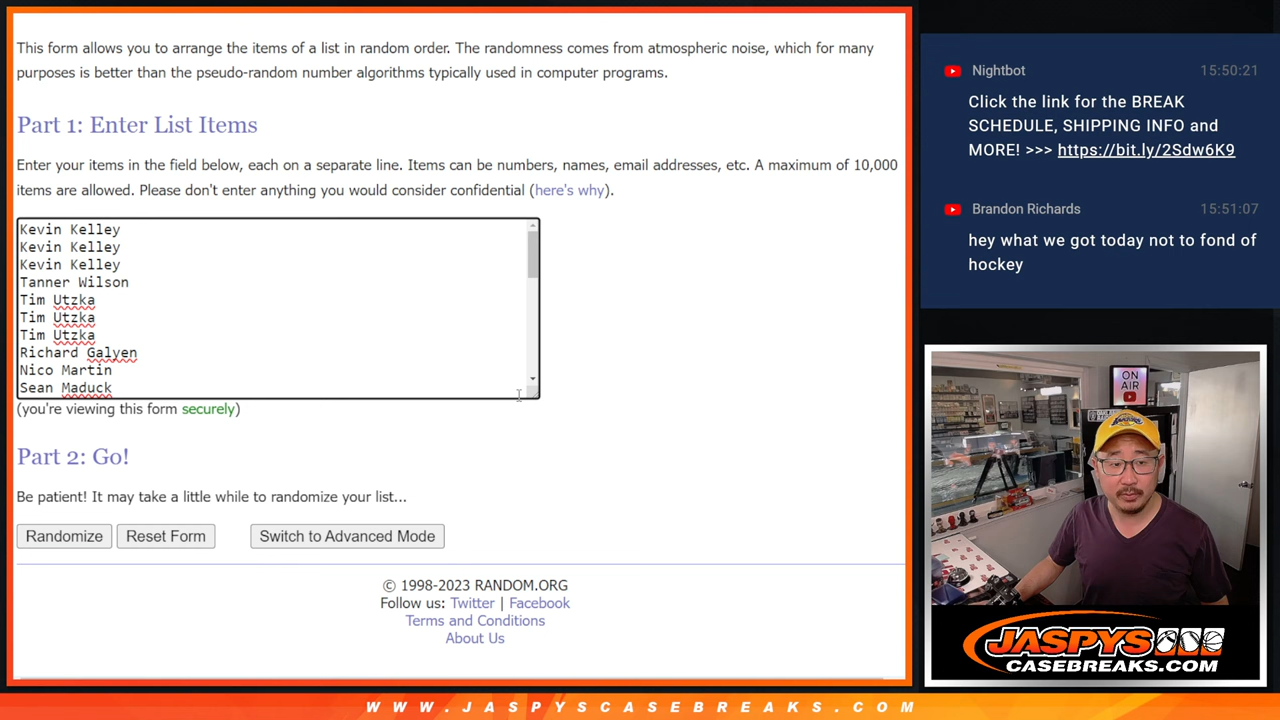 This form allows you to arrange the items of a list in random order. The randomness comes from atmospheric noise, which for many
purposes is better than the pseudo-random number algorithms typically used in computer programs.
Part 1: Enter List Items
Enter your items in the field below, each on a separate line. Items can be numbers, names, email addresses, etc. A maximum of 10,000
items are allowed. Please don't enter anything you would consider confidential (here's why).
Kevin Kelley
Kevin Kelley
Kevin Kelley
Tanner Wilson
Tim Utzka
Tim Utzka
Tim Utzka
Richard Galyen
Nico Martin
Sean Maduck
(you're viewing this form securely)
Part 2: Go!
Be patient! It may take a little while to randomize your list...
Randomize
Reset Form
Switch to Advanced Mode
© 1998-2023 RANDOM.ORG
Follow us: Twitter | Facebook
Terms and Conditions
About Us
Nightbot 15:50:21
Click the link for the BREAK
SCHEDULE, SHIPPING INFO and
MORE! >>> https://bit.ly/2Sdw6K9
Brandon Richards 15:51:07
hey what we got today not to fond of
hockey
ON
AIR
JASPYS
CASEBREAKS.COM
WWW.JASPYSCASEBREAKS.COM